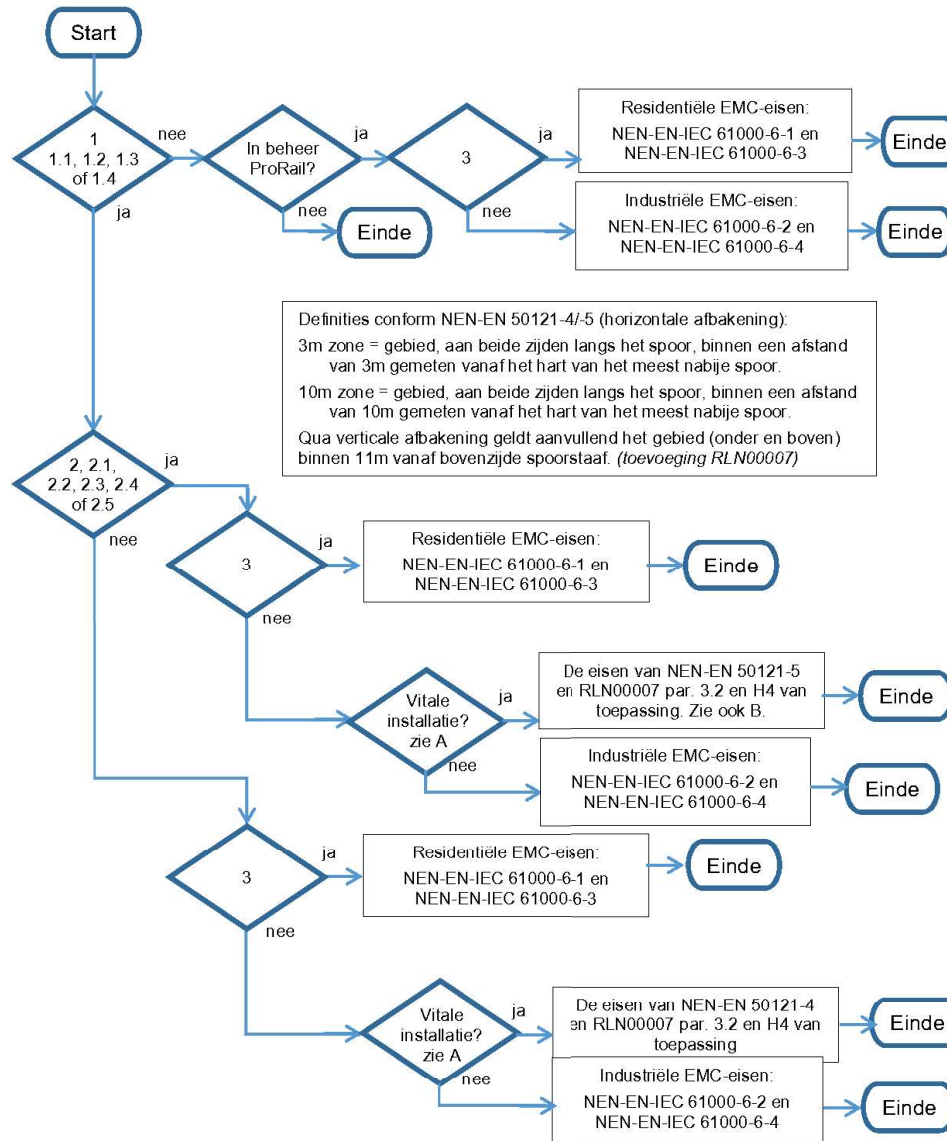 Start
1
1.1, 1.2, 1.3
of 1.4
nee
ja
In beheer
ProRail?
ja
nee
Einde
3
ja
nee
Residentiële EMC-eisen:
NEN-EN-IEC 61000-6-1 en
NEN-EN-IEC 61000-6-3
Einde
Industriële EMC-eisen:
NEN-EN-IEC 61000-6-2 en
NEN-EN-IEC 61000-6-4
Einde
Definities conform NEN-EN 50121-4/-5 (horizontale afbakening):
3m zone = gebied, aan beide zijden langs het spoor, binnen een afstand
van 3m gemeten vanaf het hart van het meest nabije spoor.
10m zone = gebied, aan beide zijden langs het spoor, binnen een afstand
van 10m gemeten vanaf het hart van het meest nabije spoor.
Qua verticale afbakening geldt aanvullend het gebied (onder en boven)
binnen 11m vanaf bovenzijde spoorstaaf. (toevoeging RLN00007)
2, 2.1,
2.2, 2.3, 2.4
of 2.5
ja
nee
3
ja
nee
Residentiële EMC-eisen:
NEN-EN-IEC 61000-6-1 en
NEN-EN-IEC 61000-6-3
Einde
Vitale
installatie?
zie A
ja
nee
De eisen van NEN-EN 50121-5
en RLN00007 par. 3.2 en H4 van
toepassing. Zie ook B.
Einde
Industriële EMC-eisen:
NEN-EN-IEC 61000-6-2 en
NEN-EN-IEC 61000-6-4
Einde
3
ja
nee
Residentiële EMC-eisen:
NEN-EN-IEC 61000-6-1 en
NEN-EN-IEC 61000-6-3
Einde
Vitale
installatie?
zie A
ja
nee
De eisen van NEN-EN 50121-4
en RLN00007 par. 3.2 en H4 van
toepassing
Einde
Industriële EMC-eisen:
NEN-EN-IEC 61000-6-2 en
NEN-EN-IEC 61000-6-4
Einde